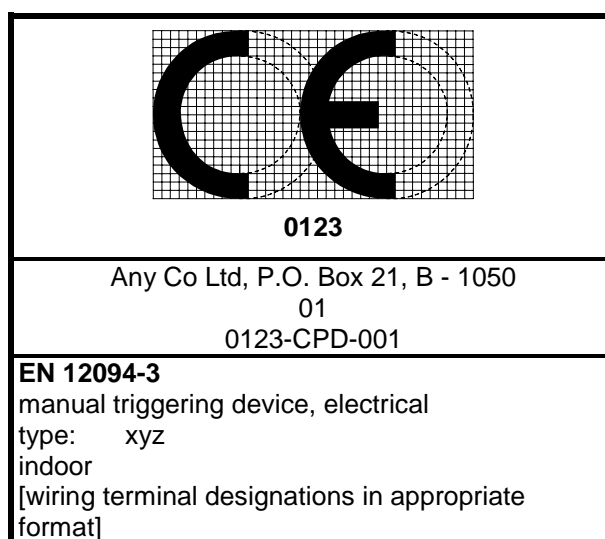 CE
0123
Any Co Ltd, P.O. Box 21, B - 1050
01
0123-CPD-001
EN 12094-3
manual triggering device, electrical
type: xyz
indoor
[wiring terminal designations in appropriate
format]